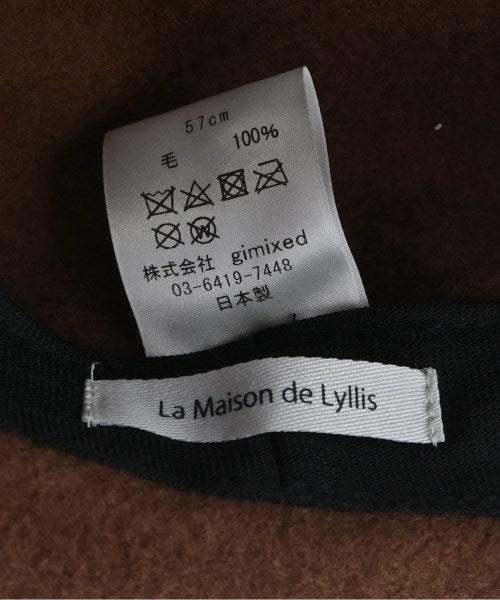 57cm
毛 100%
株式会社 gimixed
03-6419-7448
日本製
La Maison de Lyllis